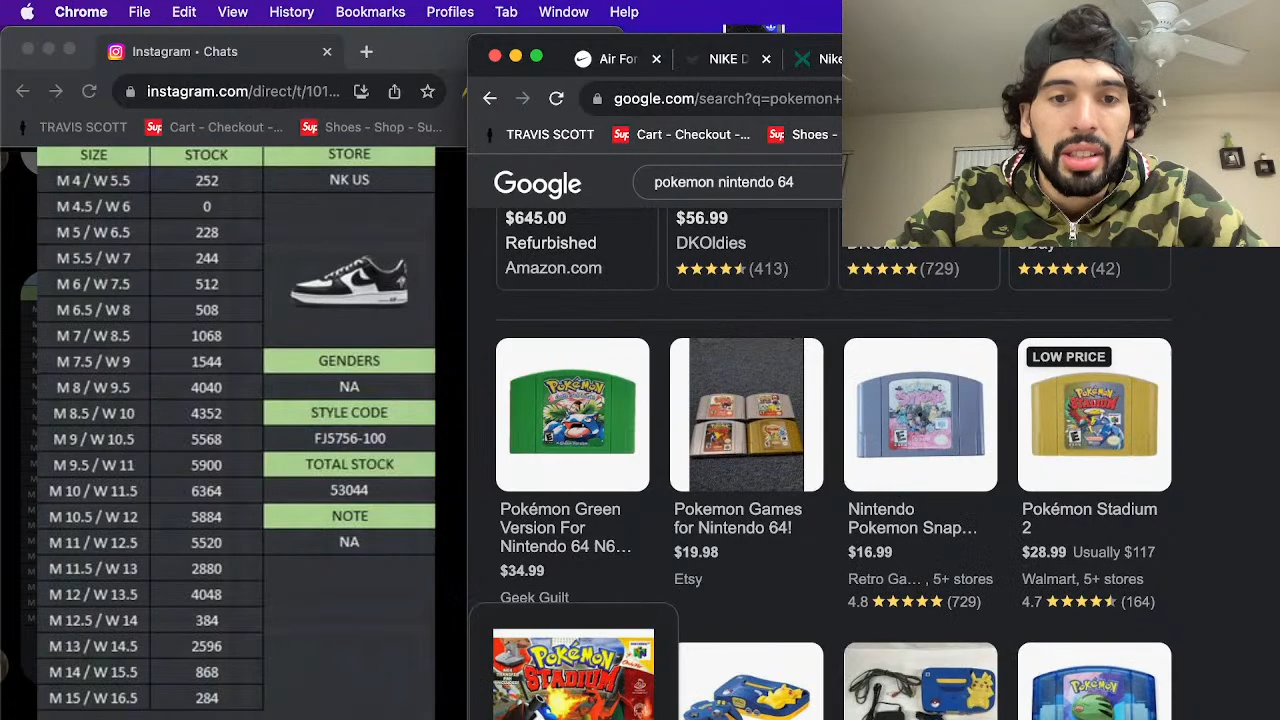 Chrome File Edit View History Bookmarks Profiles Tab Window Help
Instagram • Chats
instagram.com/direct/t/101...
TRAVIS SCOTT Cart - Checkout -... Shoes - Shop - Su...
SIZE STOCK STORE
M 4 / W 5.5 252 NK US
M 4.5 / W 6 0
M 5 / W 6.5 228
M 5.5 / W 7 244
M 6 / W 7.5 512
M 6.5 / W 8 508
M 7 / W 8.5 1068
M 7.5 / W 9 1544 GENDERS
M 8 / W 9.5 4040 NA
M 8.5 / W 10 4352 STYLE CODE
M 9 / W 10.5 5568 FJ5756-100
M 9.5 / W 11 5900 TOTAL STOCK
M 10 / W 11.5 6364 53044
M 10.5 / W 12 5884 NOTE
M 11 / W 12.5 5520 NA
M 11.5 / W 13 2880
M 12 / W 13.5 4048
M 12.5 / W 14 384
M 13 / W 14.5 2596
M 14 / W 15.5 868
M 15 / W 16.5 284
Air For NIKE D Nike
google.com/search?q=pokemon+
TRAVIS SCOTT Sup Cart - Checkout -... Sup Shoes -
Google pokemon nintendo 64
$645.00
Refurbished
Amazon.com
$56.99
DKOldies
(413)
DKOldies
(729)
eBay
(42)
LOW PRICE
Pokémon Green
Version For
Nintendo 64 N6...
$34.99
Geek Guilt
Pokemon Games
for Nintendo 64!
$19.98
Etsy
Nintendo
Pokemon Snap...
$16.99
Retro Ga... , 5+ stores
4.8 (729)
Pokémon Stadium
2
$28.99 Usually $117
Walmart, 5+ stores
4.7 (164)
POKéMON
STADIUM